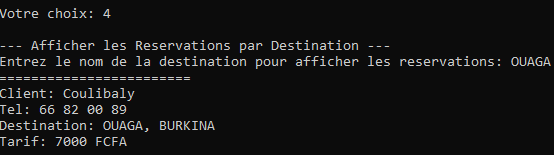 Votre choix: 4
--- Afficher les Reservations par Destination ---
Entrez le nom de la destination pour afficher les reservations: OUAGA
========================
Client: Coulibaly
Tel: 66 82 00 89
Destination: OUAGA, BURKINA
Tarif: 7000 FCFA